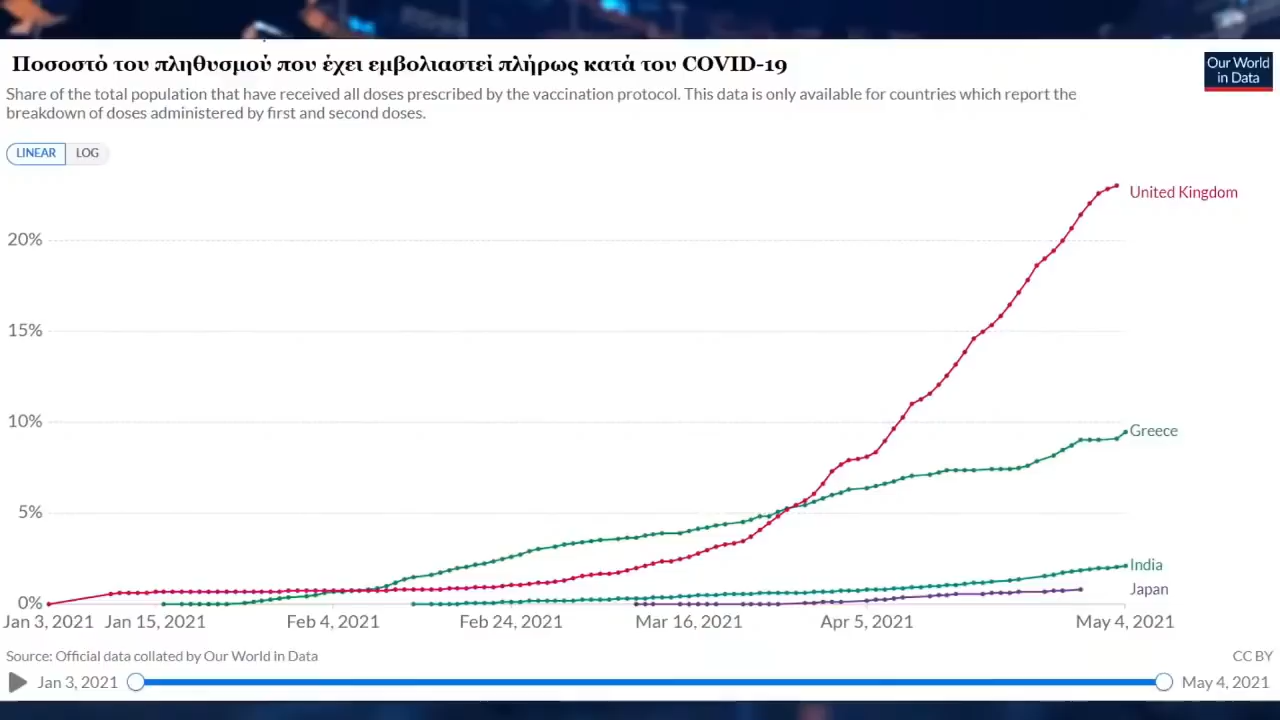 Ποσοστό του πληθυσμού που έχει εμβολιαστεί πλήρως κατά του COVID-19
Our World
in Data
Share of the total population that have received all doses prescribed by the vaccination protocol. This data is only available for countries which report the
breakdown of doses administered by first and second doses.
LINEAR LOG
United Kingdom
20%
15%
10%
Greece
5%
India
Japan
0%
Jan 3, 2021 Jan 15, 2021 Feb 4, 2021 Feb 24, 2021 Mar 16, 2021 Apr 5, 2021 May 4, 2021
Source: Official data collated by Our World in Data CC BY
Jan 3, 2021 May 4, 2021